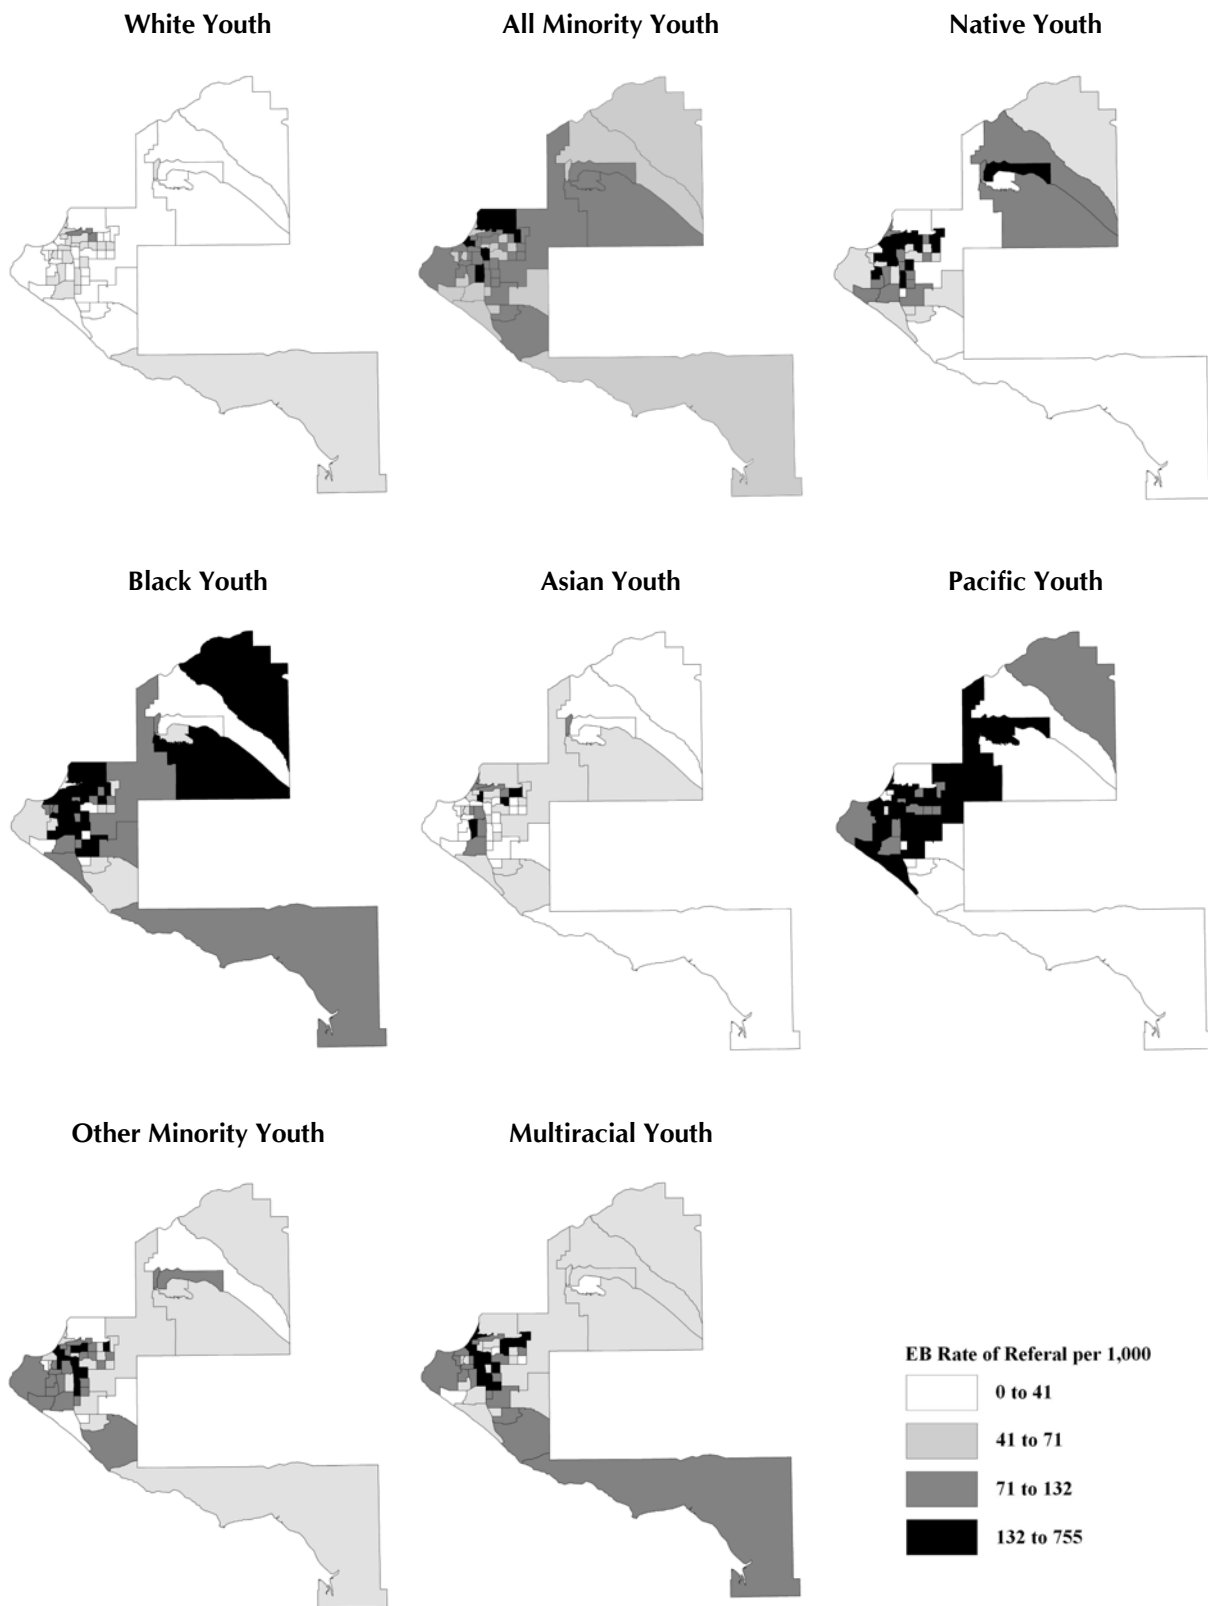 White Youth
All Minority Youth
Native Youth
Black Youth
Asian Youth
Pacific Youth
Other Minority Youth
Multiracial Youth
EB Rate of Referal per 1,000
0 to 41
41 to 71
71 to 132
132 to 755